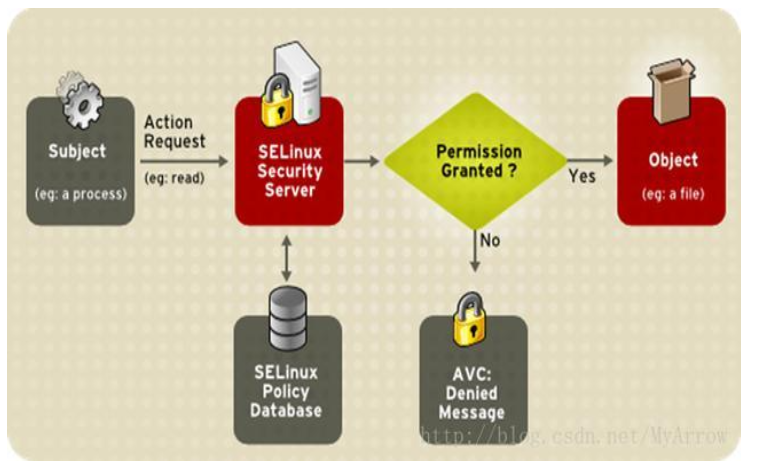 Subject
(eg: a process)
Action
Request
(eg: read)
SELinux
Security
Server
Permission
Granted ?
Yes
Object
(eg: a file)
No
SELinux
Policy
Database
AVC:
Denied
Message
http://blog.csdn.net/MyArrow